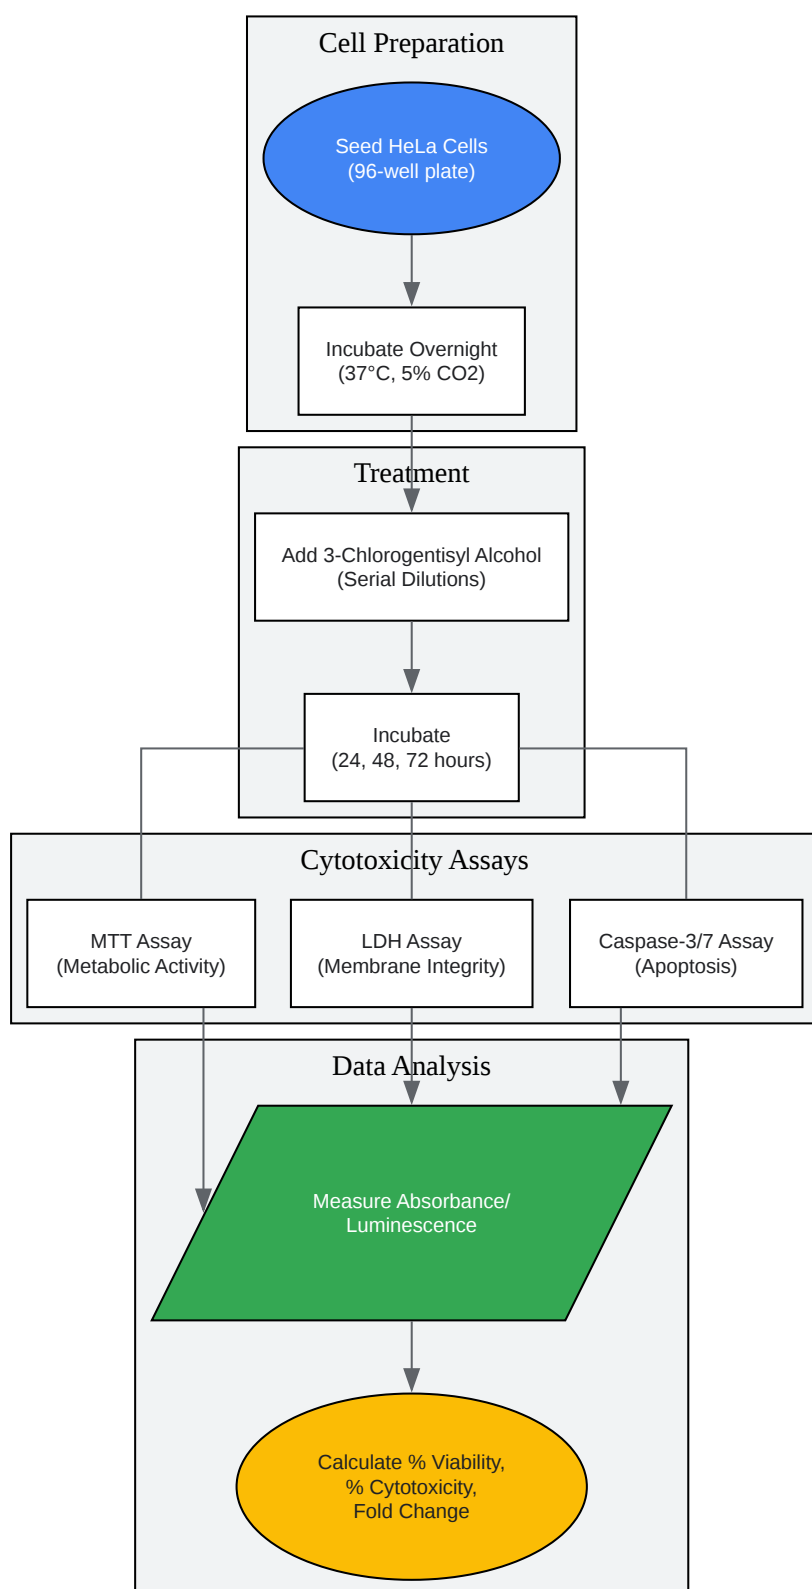 Cell Preparation
Seed HeLa Cells
(96-well plate)
Incubate Overnight
(37°C, 5% CO2)
Treatment
Add 3-Chlorogentisyl Alcohol
(Serial Dilutions)
Incubate
(24, 48, 72 hours)
Cytotoxicity Assays
MTT Assay
(Metabolic Activity)
LDH Assay
(Membrane Integrity)
Caspase-3/7 Assay
(Apoptosis)
Data Analysis
Measure Absorbance/
Luminescence
Calculate % Viability,
% Cytotoxicity,
Fold Change